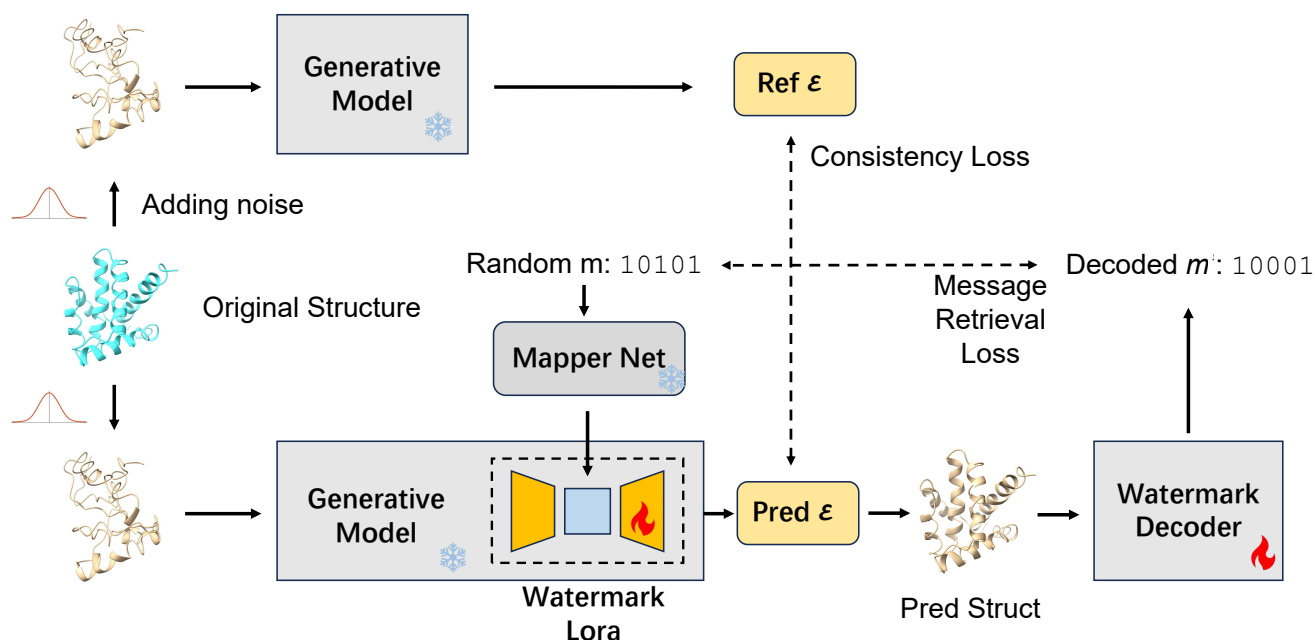 Generative
Model
Ref ε
Consistency Loss
Adding noise
Random m: 10101
Decoded m': 10001
Message
Retrieval
Loss
Original Structure
Mapper Net
Generative
Model
Pred ε
Watermark
Decoder
Watermark
Lora
Pred Struct